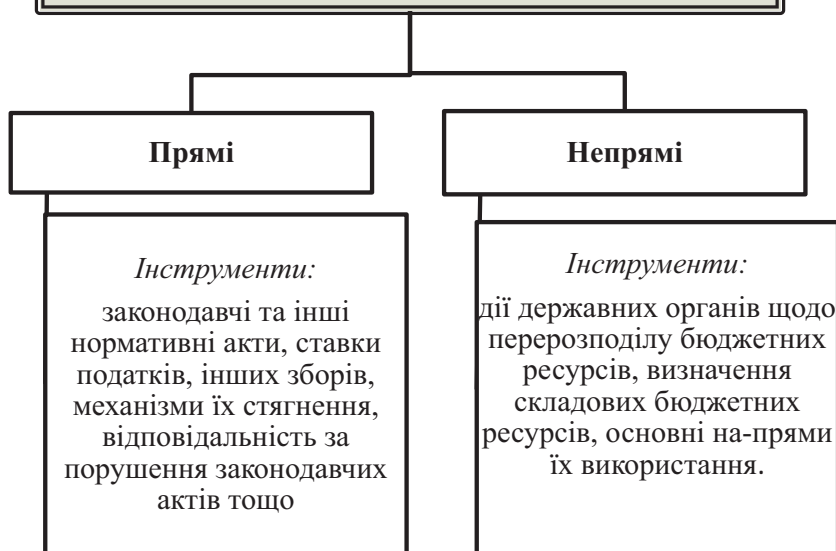 Прямі
Непрямі
Інструменти:
законодавчі та інші
нормативні акти, ставки
податків, інших зборів,
механізми їх стягнення,
відповідальність за
порушення законодавчих
актів тощо
Інструменти:
дії державних органів щодо
перерозподілу бюджетних
ресурсів, визначення
складових бюджетних
ресурсів, основні на-прями
їх використання.